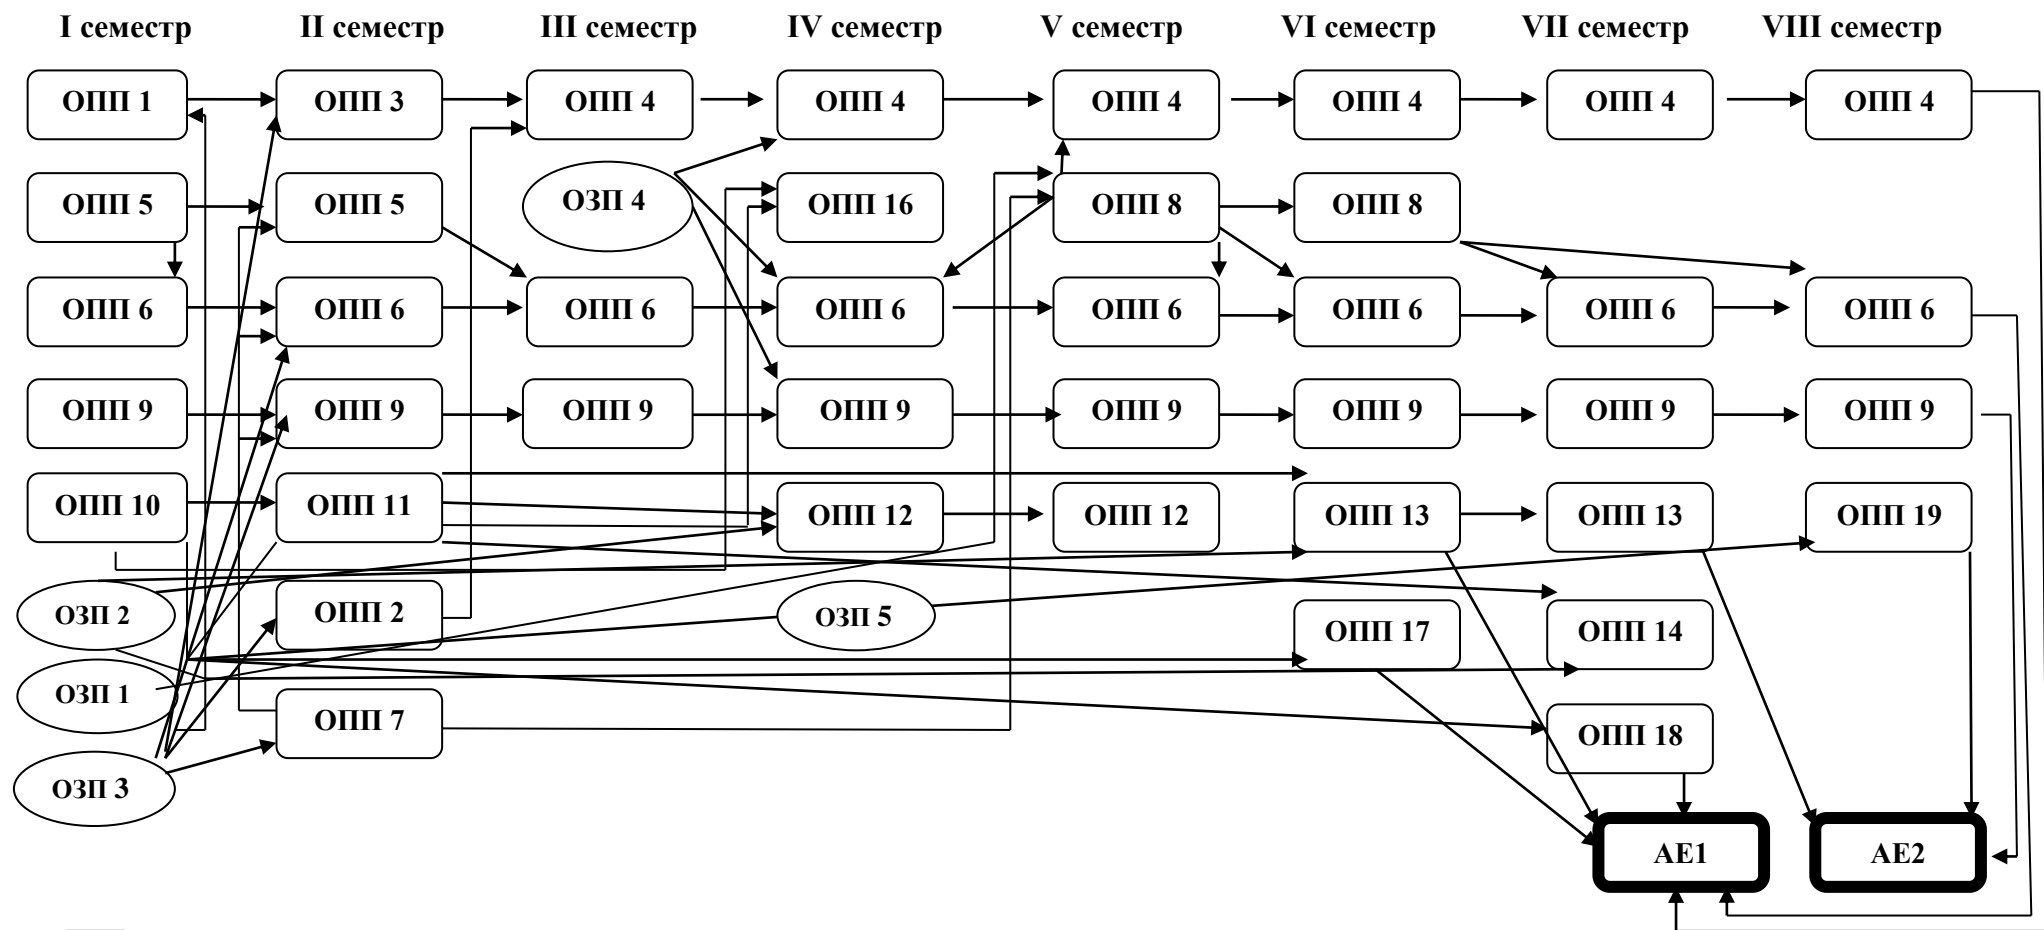 I семестр II семестр III семестр IV семестр V семестр VI семестр VII семестр VIII семестр
ОПП 1 ОПП 3 ОПП 4 ОПП 4 ОПП 4 ОПП 4 ОПП 4 ОПП 4
ОПП 5 ОПП 5 ОЗП 4 ОПП 16 ОПП 8 ОПП 8
ОПП 6 ОПП 6 ОПП 6 ОПП 6 ОПП 6 ОПП 6 ОПП 6 ОПП 6
ОПП 9 ОПП 9 ОПП 9 ОПП 9 ОПП 9 ОПП 9 ОПП 9 ОПП 9
ОПП 10 ОПП 11 ОПП 12 ОПП 12 ОПП 13 ОПП 13 ОПП 19
ОЗП 2 ОПП 2 ОЗП 5 ОПП 17 ОПП 14
ОЗП 1 ОПП 7 ОПП 18
ОЗП 3
АЕ1 АЕ2